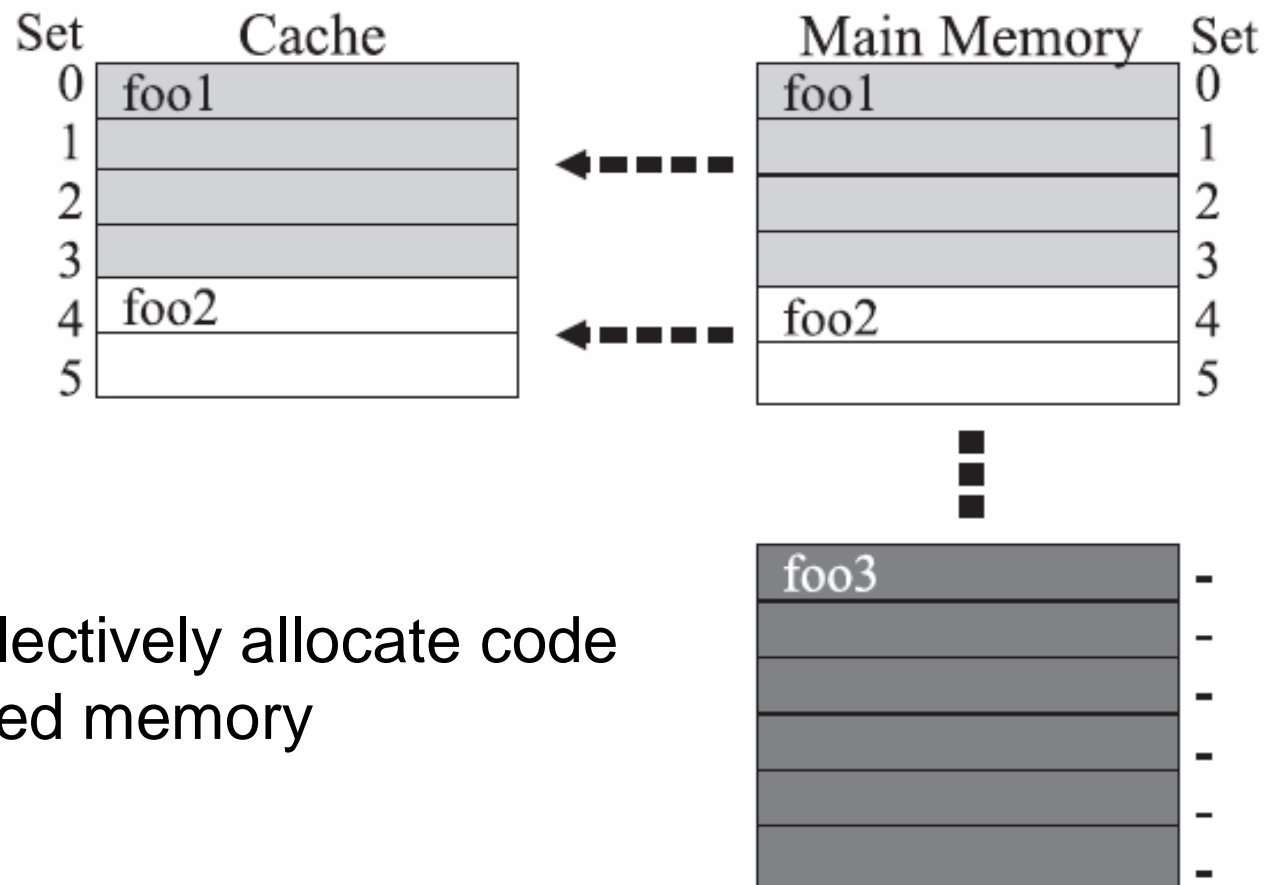 Set Cache Main Memory Set
0 foo1 foo1 0
1 1
2 2
3 3
4 foo2 foo2 4
5 5
foo3 -
-
lectively allocate code
-
ed memory
-
-
-